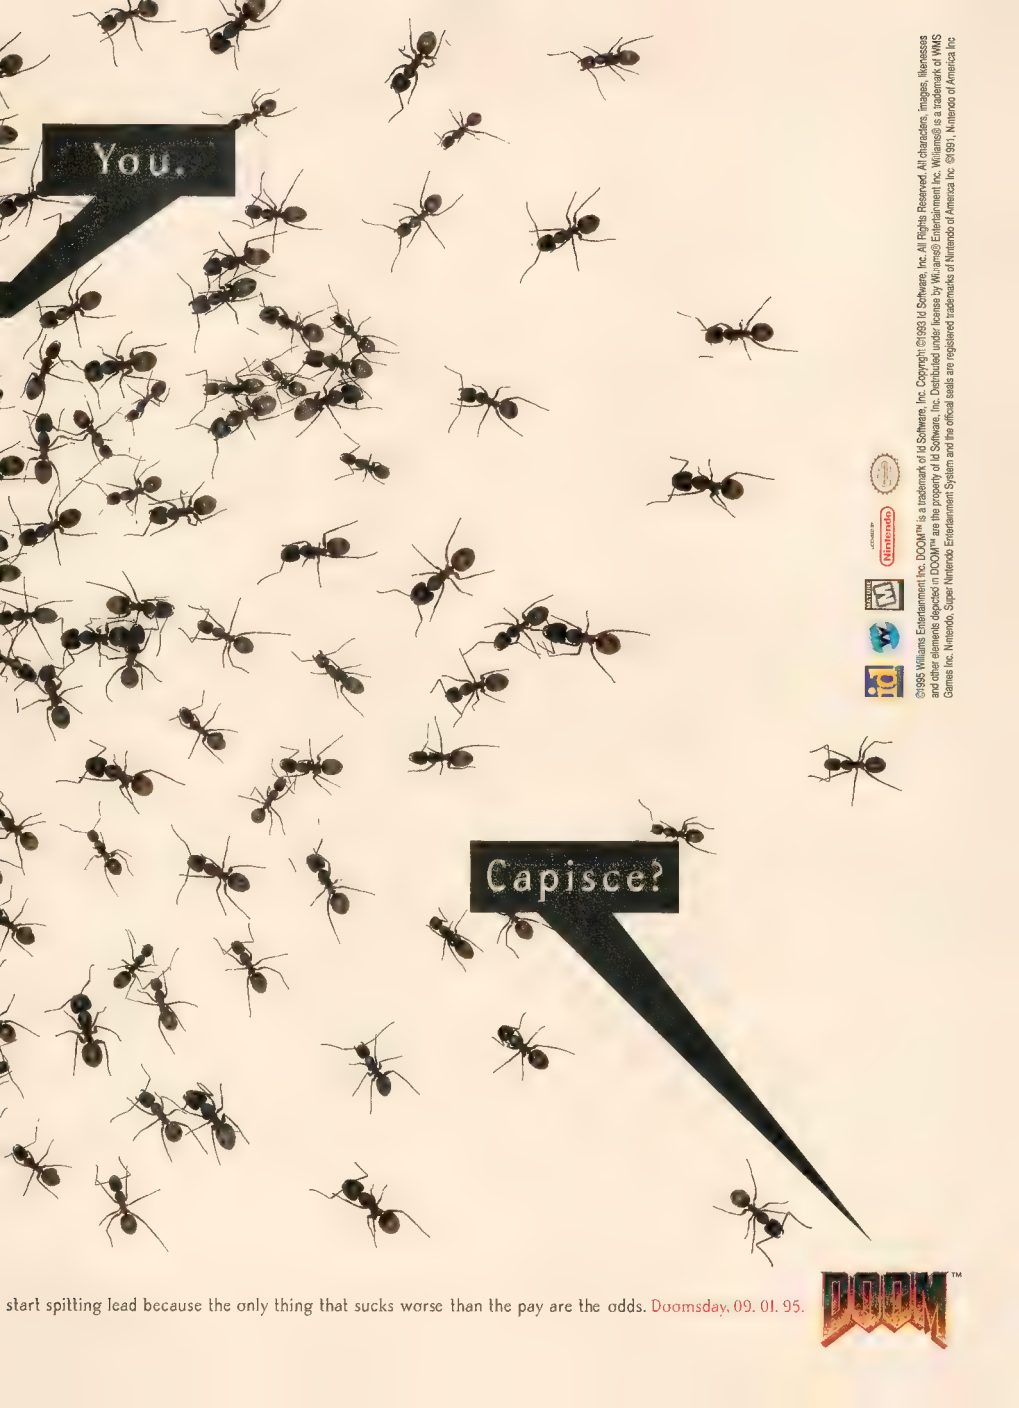 You.
Capisce?
start spitting lead because the only thing that sucks worse than the pay are the odds. Doomsday, 09. 01. 95.
DOOM™
id
W
MATURE
M
LICENSED BY
Nintendo
©1995 Williams Entertainment Inc. DOOM™ is a trademark of Id Software, Inc. Copyright ©1993 Id Software, Inc. All Rights Reserved. All characters, images, likenesses
and other elements depicted in DOOM™ are the property of Id Software, Inc. Distributed under license by Williams® Entertainment Inc. Williams® is a trademark of WMS
Games Inc. Nintendo, Super Nintendo Entertainment System and the official seals are registered trademarks of Nintendo of America Inc ©1991, Nintendo of America Inc